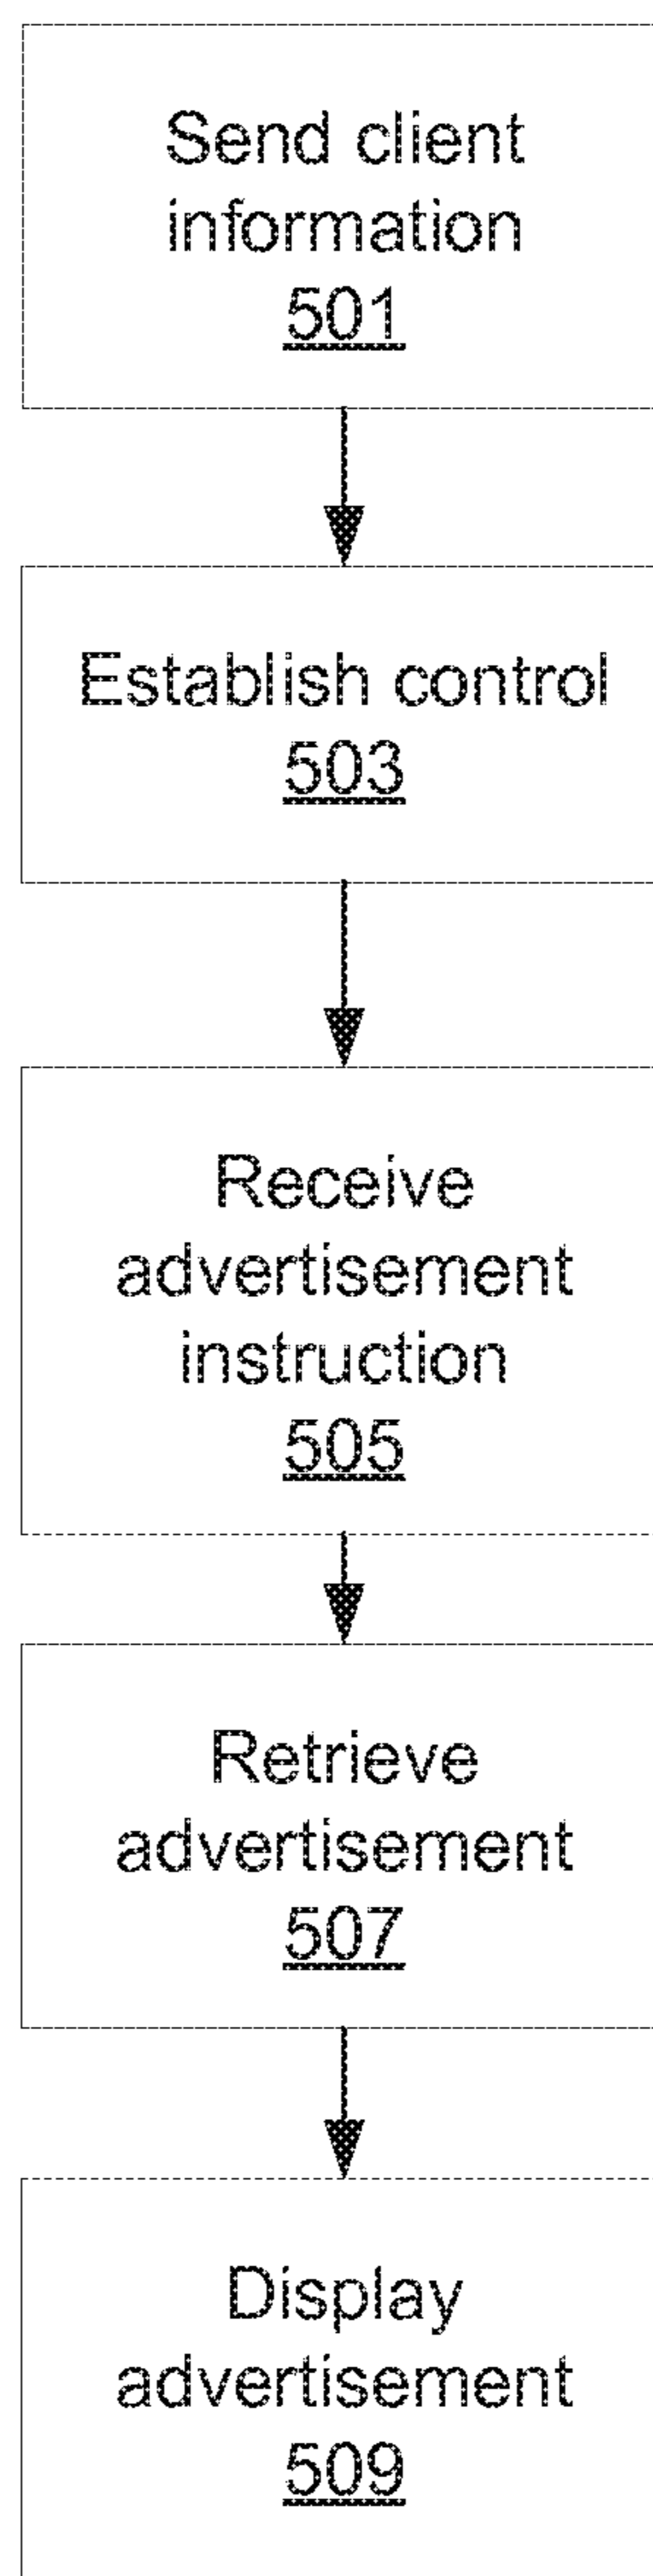 Send client
information
501
Establish control
503
Receive
advertisement
instruction
505
Retrieve
advertisement
507
Display
advertisement
509